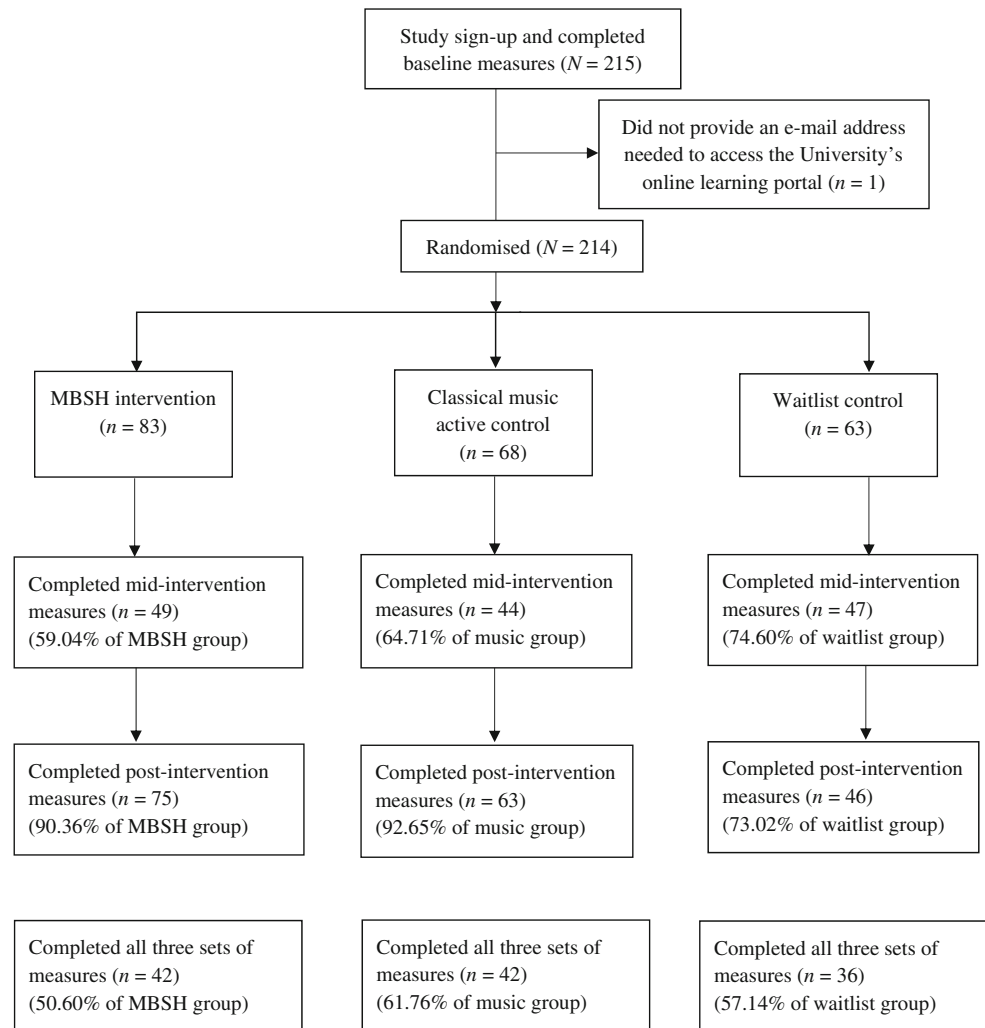 Study sign-up and completed
baseline measures (N = 215)
Did not provide an e-mail address
needed to access the University's
online learning portal (n = 1)
Randomised (N = 214)
MBSH intervention
(n = 83)
Classical music
active control
(n = 68)
Waitlist control
(n = 63)
Completed mid-intervention
measures (n = 49)
(59.04% of MBSH group)
Completed mid-intervention
measures (n = 44)
(64.71% of music group)
Completed mid-intervention
measures (n = 47)
(74.60% of waitlist group)
Completed post-intervention
measures (n = 75)
(90.36% of MBSH group)
Completed post-intervention
measures (n = 63)
(92.65% of music group)
Completed post-intervention
measures (n = 46)
(73.02% of waitlist group)
Completed all three sets of
measures (n = 42)
(50.60% of MBSH group)
Completed all three sets of
measures (n = 42)
(61.76% of music group)
Completed all three sets of
measures (n = 36)
(57.14% of waitlist group)